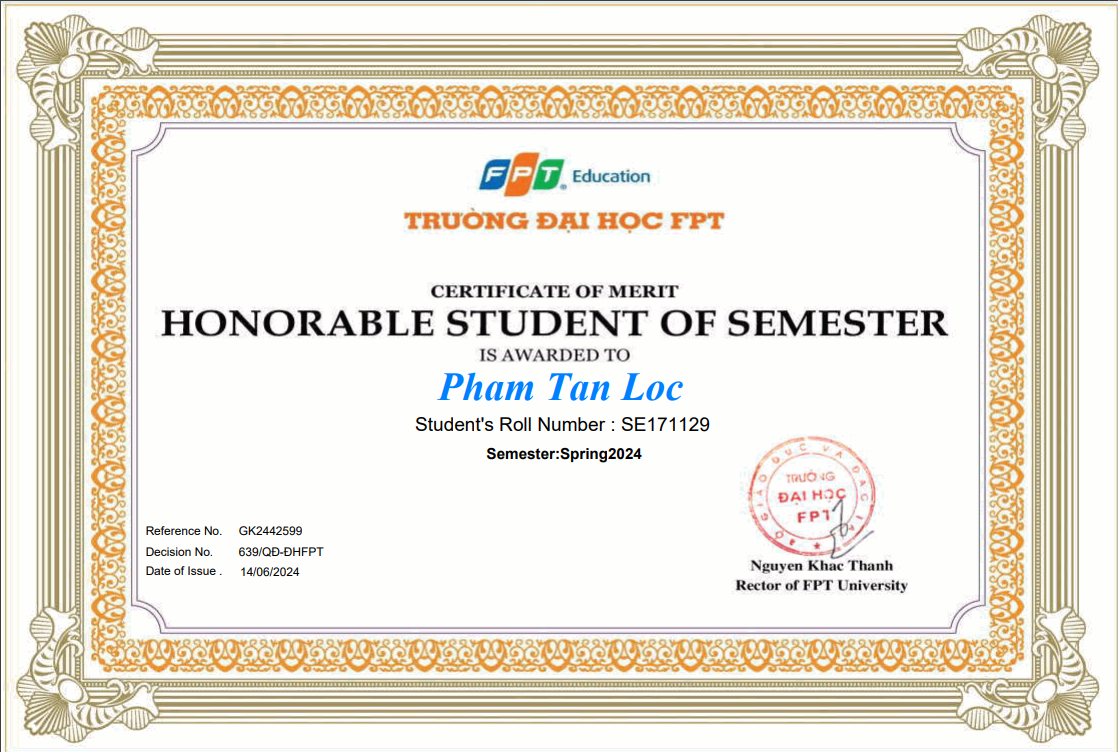 FPT Education
TRƯỜNG ĐẠI HỌC FPT
CERTIFICATE OF MERIT
HONORABLE STUDENT OF SEMESTER
IS AWARDED TO
Pham Tan Loc
Student's Roll Number : SE171129
Semester:Spring2024
BỘ GIÁO DỤC VÀ ĐÀO TẠO
TRƯỜNG
ĐẠI HỌC
FPT
Reference No. GK2442599
Decision No. 639/QĐ-ĐHFPT
Date of Issue . 14/06/2024
Nguyen Khac Thanh
Rector of FPT University